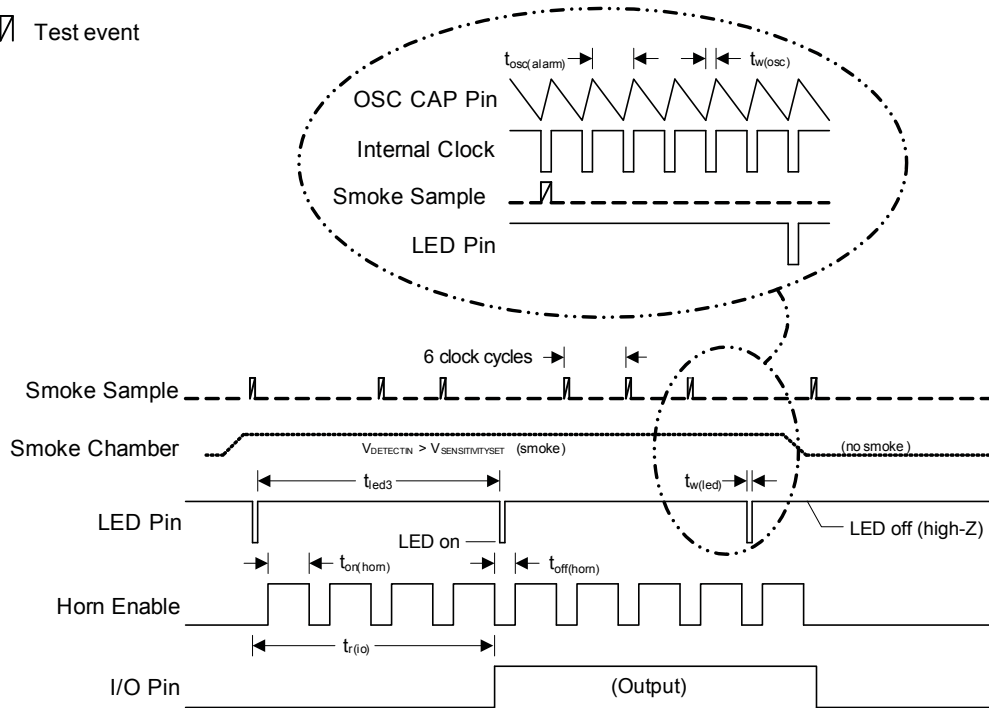 Test event
tosc(alarm)
tw(osc)
OSC CAP Pin
Internal Clock
Smoke Sample
LED Pin
6 clock cycles
Smoke Sample
Smoke Chamber
VDETECTIN > VSENSITIVITYSET (smoke)
(no smoke)
tled3
tw(led)
LED Pin
LED on
LED off (high-Z)
ton(horn)
toff(horn)
Horn Enable
tr(io)
I/O Pin
(Output)